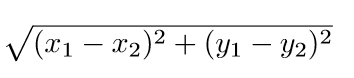 √(x₁ − x₂)² + (y₁ − y₂)²